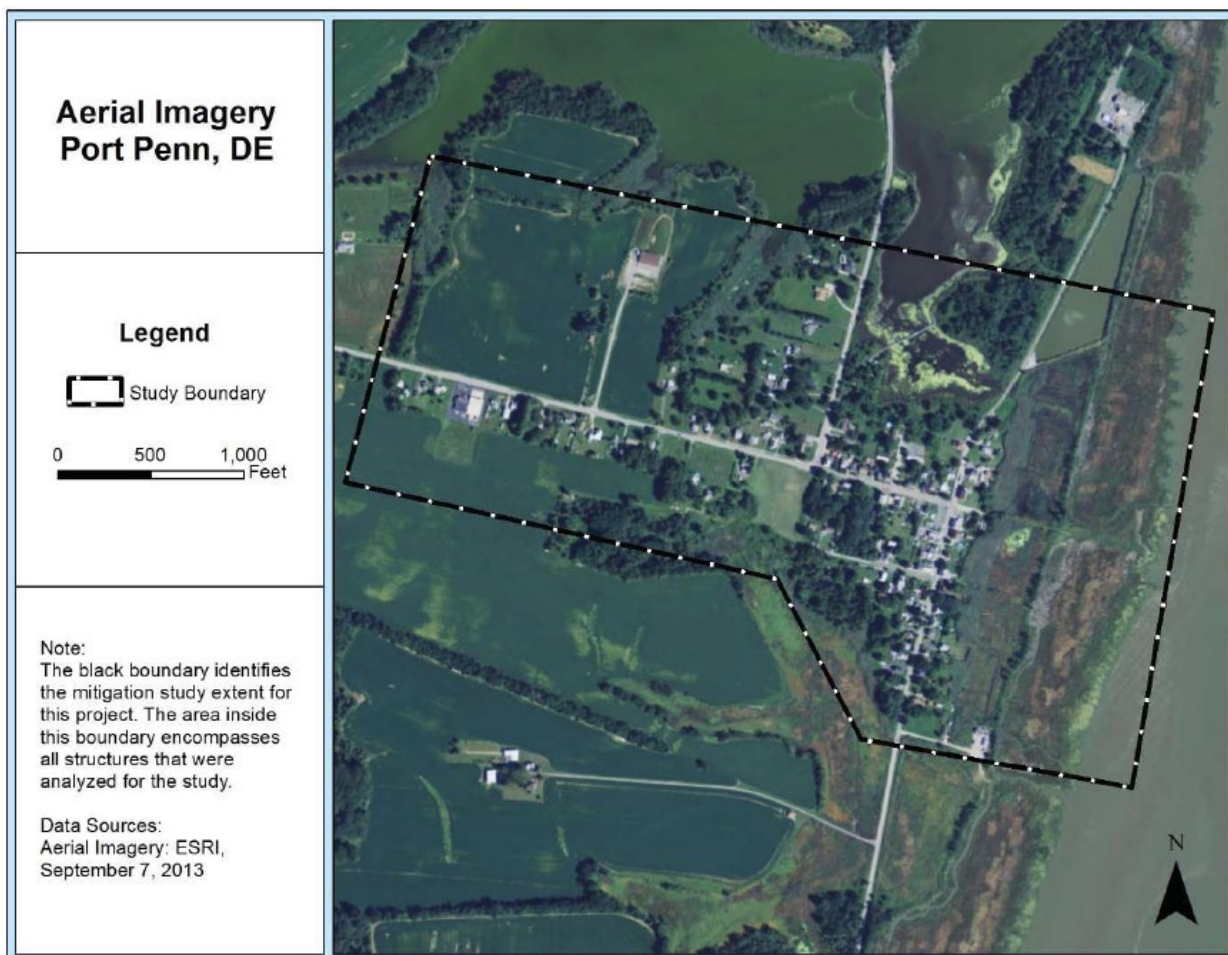 Aerial Imagery
Port Penn, DE
Legend
Study Boundary
0 500 1,000
Feet
Note:
The black boundary identifies
the mitigation study extent for
this project. The area inside
this boundary encompasses
all structures that were
analyzed for the study.
Data Sources:
Aerial Imagery: ESRI,
September 7, 2013
N